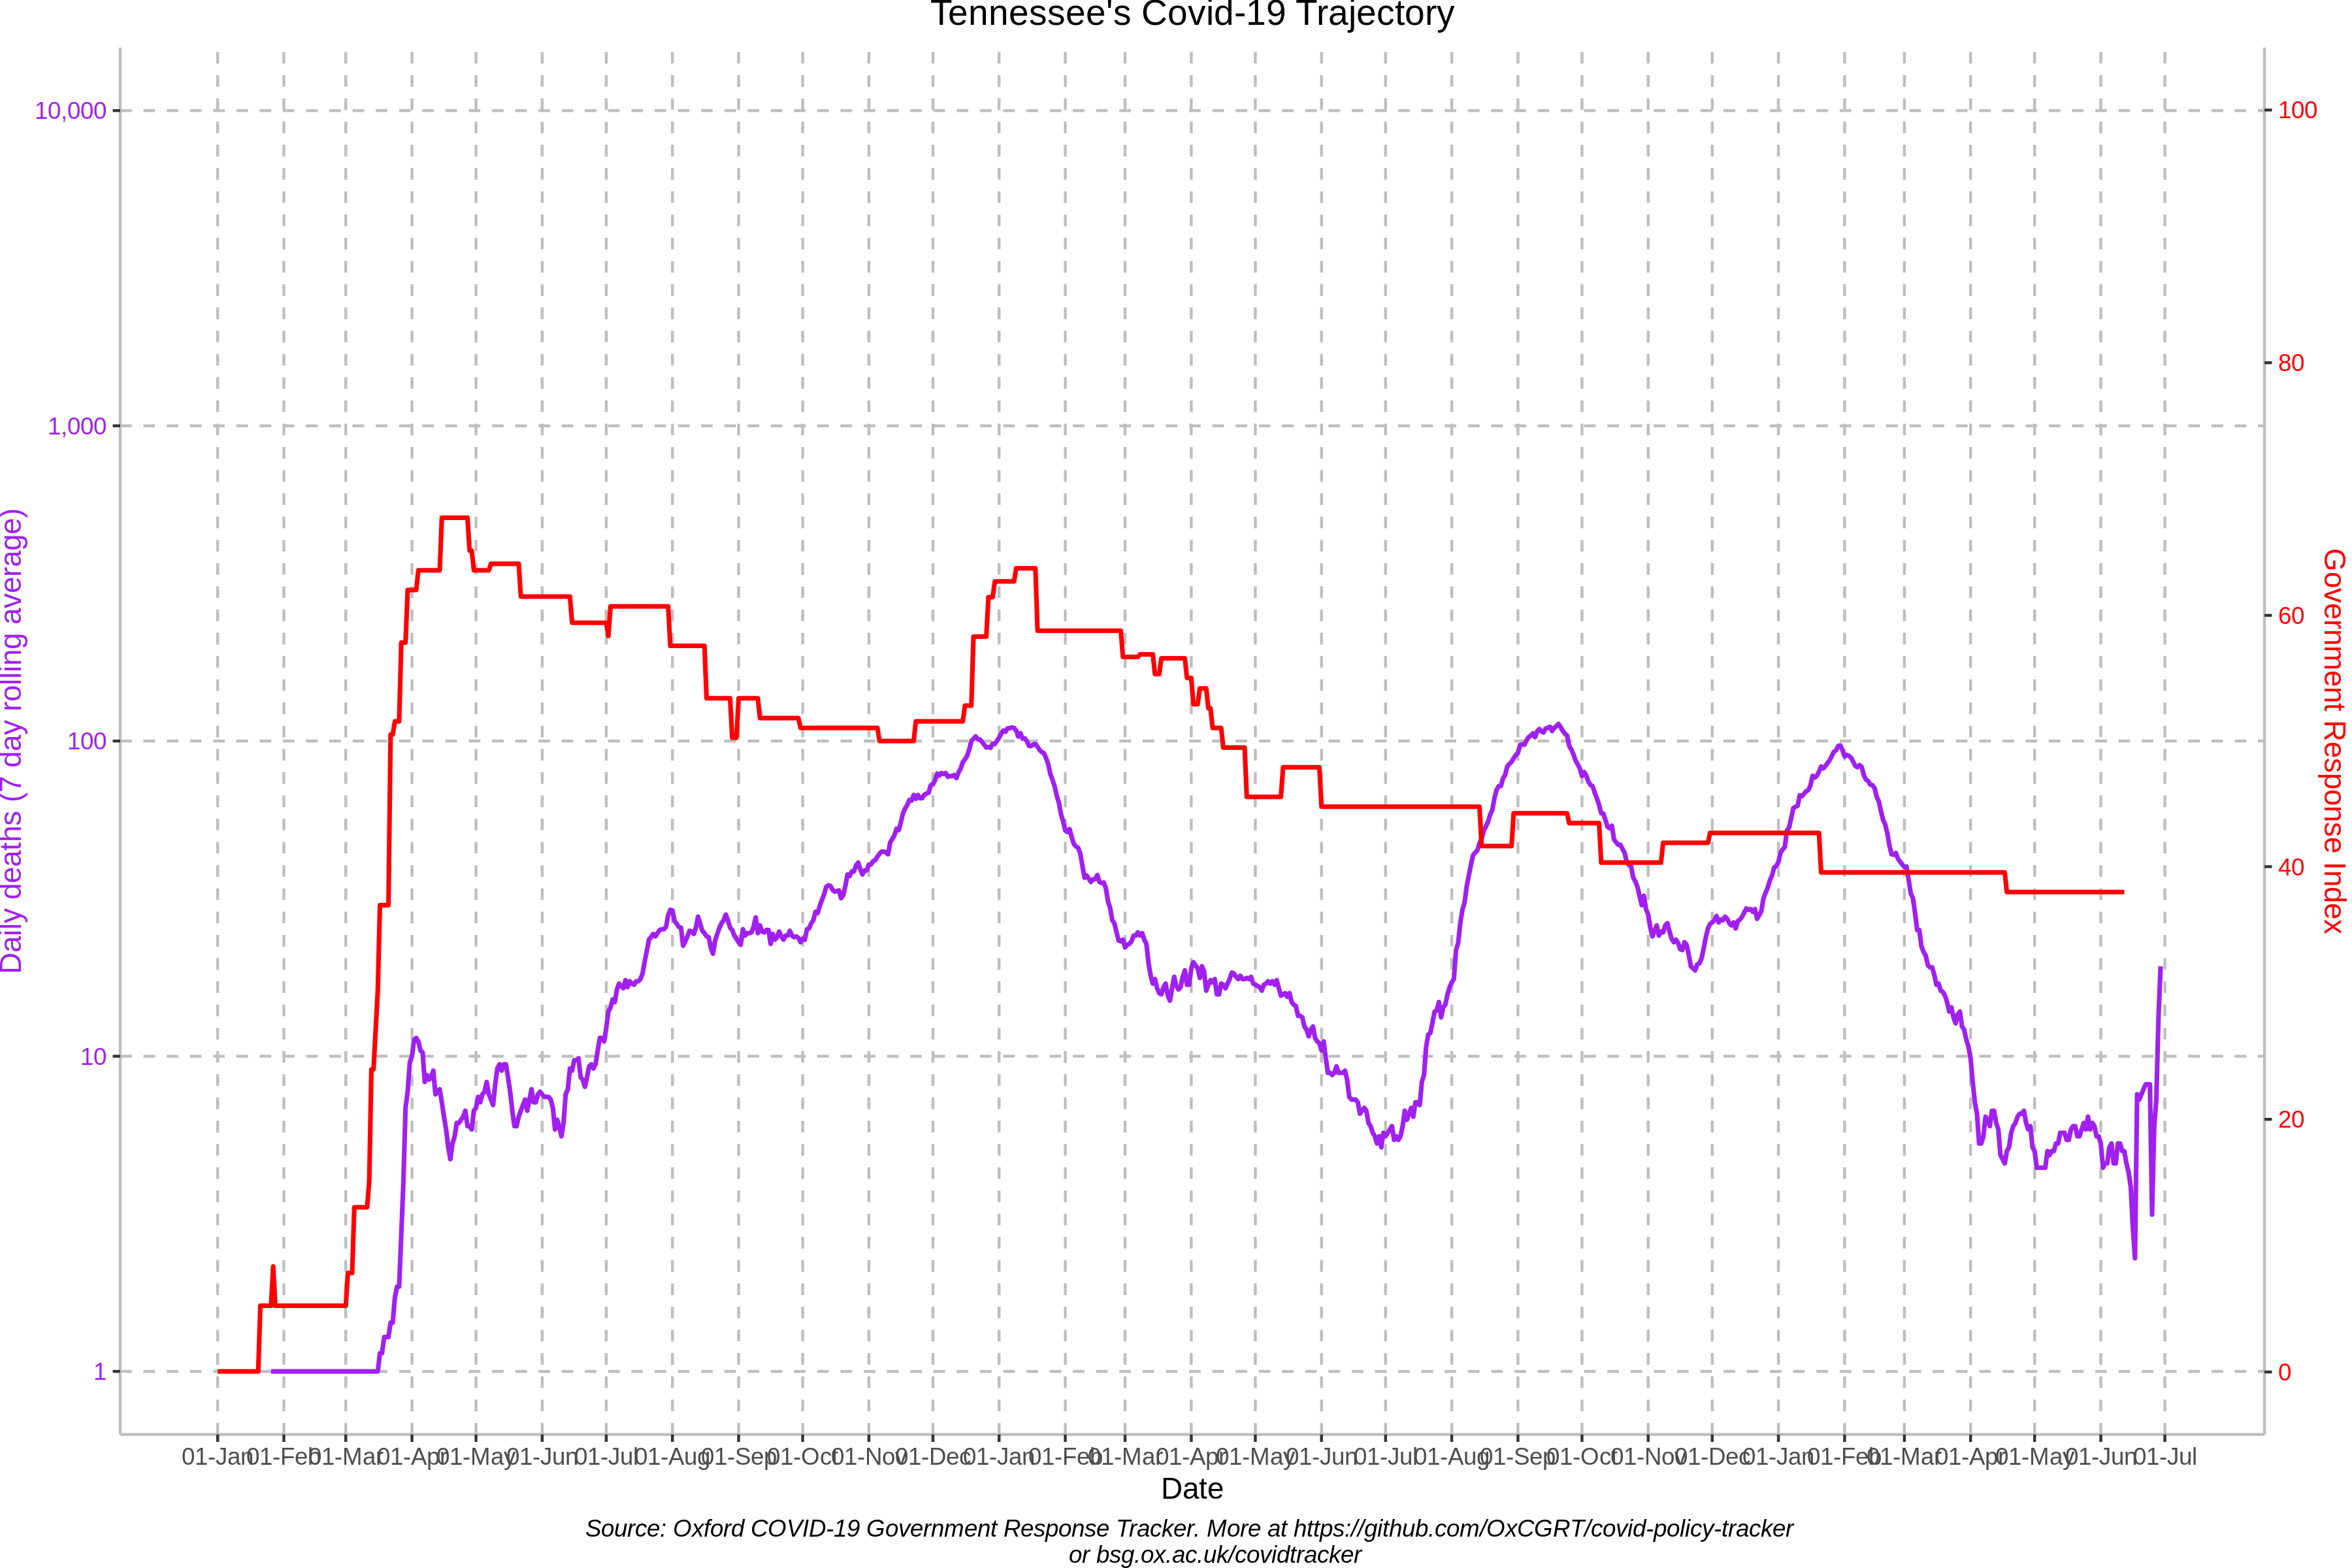 Tennessee's Covid-19 Trajectory
10,000
1,000
100
10
1
Daily deaths (7 day rolling average)
100
80
60
40
20
0
Government Response Index
01-Jan 01-Feb 01-Mar 01-Apr 01-May 01-Jun 01-Jul 01-Aug 01-Sep 01-Oct 01-Nov 01-Dec 01-Jan 01-Feb 01-Mar 01-Apr 01-May 01-Jun 01-Jul 01-Aug 01-Sep 01-Oct 01-Nov 01-Dec 01-Jan 01-Feb 01-Mar 01-Apr 01-May 01-Jun 01-Jul
Date
Source: Oxford COVID-19 Government Response Tracker. More at https://github.com/OxCGRT/covid-policy-tracker
or bsg.ox.ac.uk/covidtracker